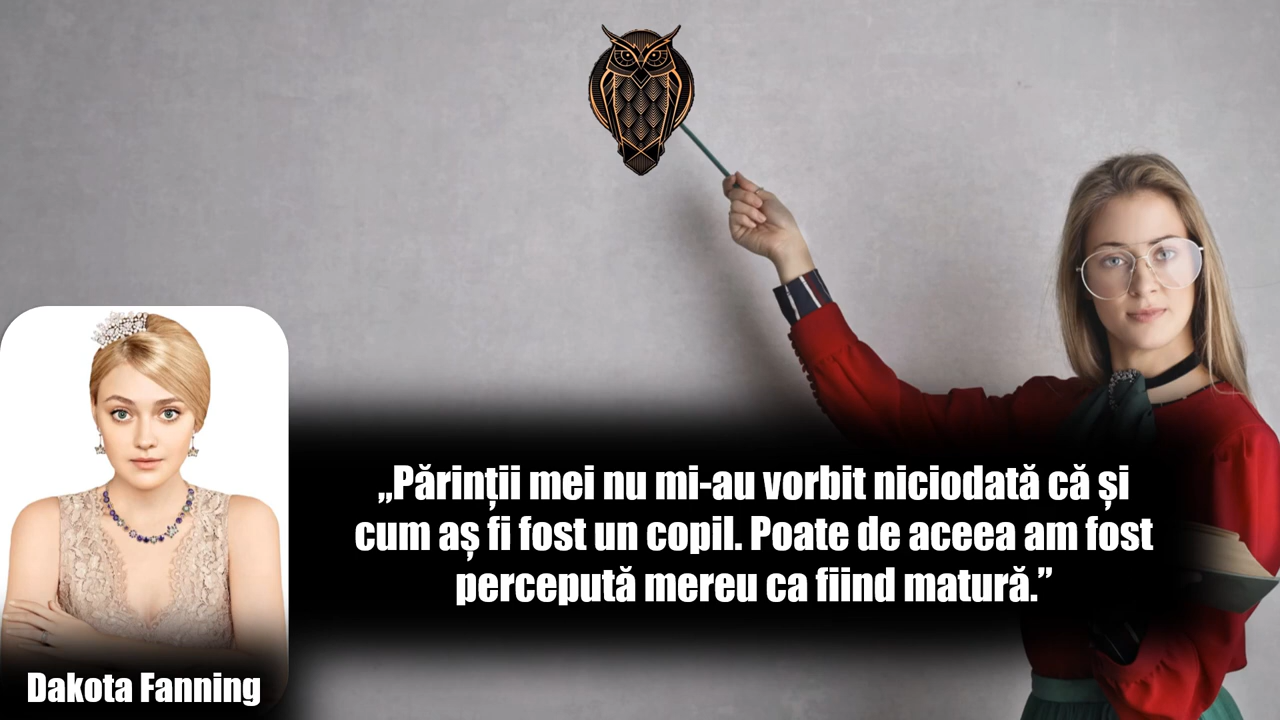 „Părinții mei nu mi-au vorbit niciodată că și
cum aș fi fost un copil. Poate de aceea am fost
percepută mereu ca fiind matură.”
Dakota Fanning